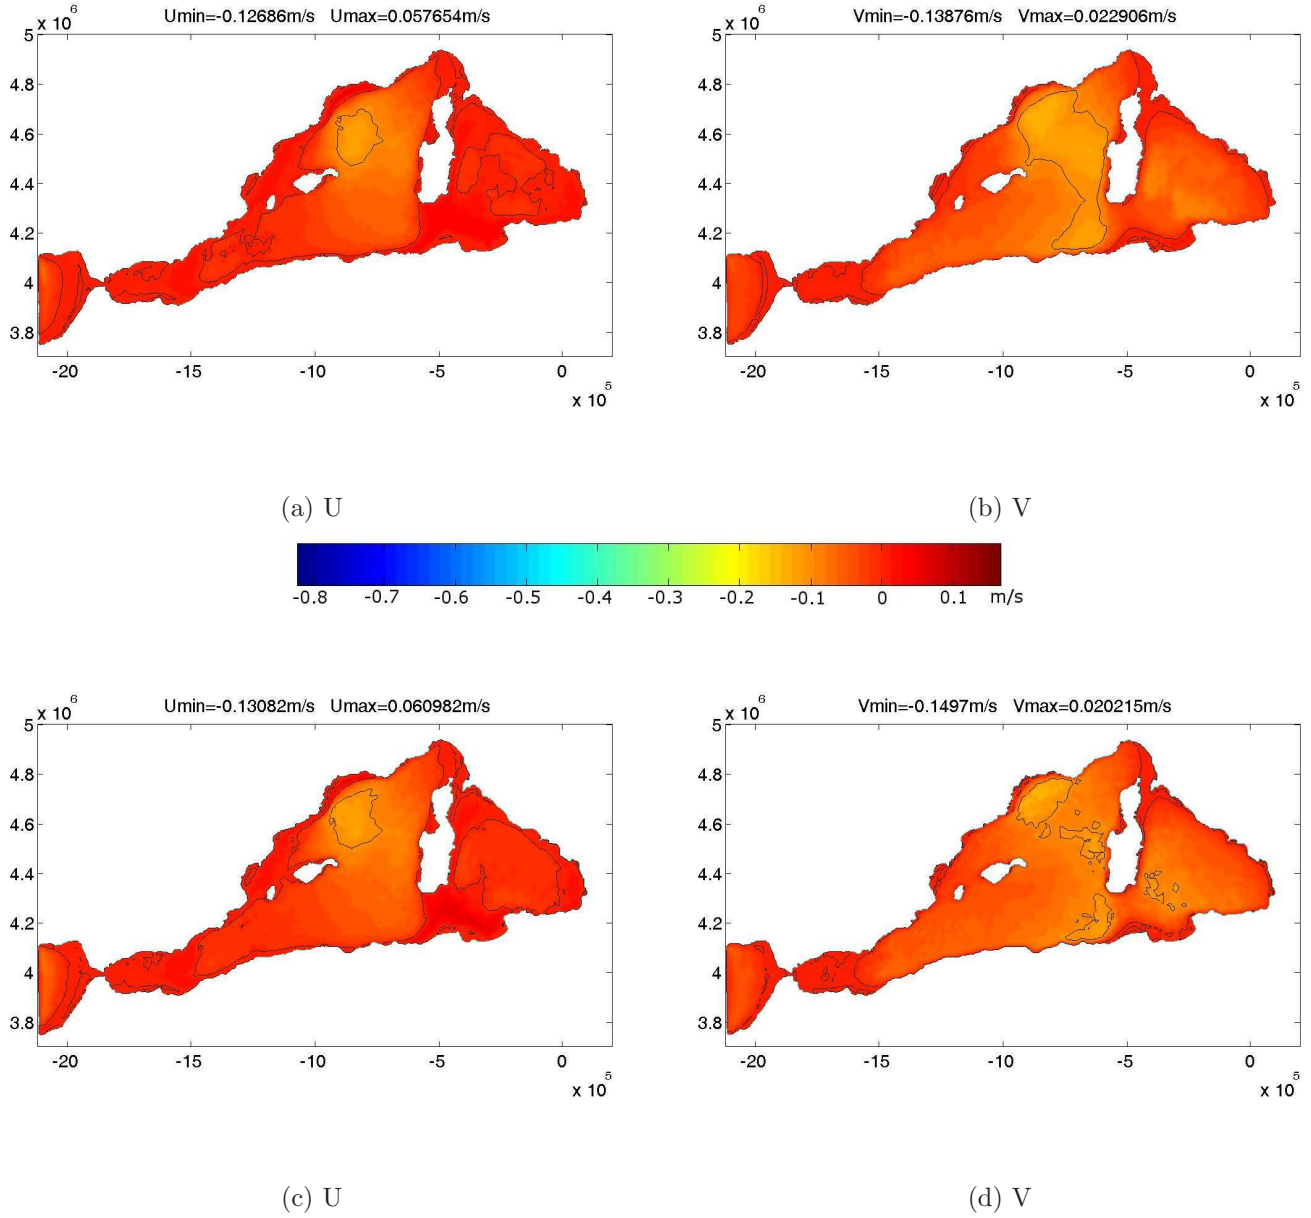 x 10^6 Umin=-0.12686m/s Umax=0.057654m/s
5
4.8
4.6
4.4
4.2
4
3.8
-20 -15 -10 -5 0
x 10^5
x 10^6 Vmin=-0.13876m/s Vmax=0.022906m/s
5
4.8
4.6
4.4
4.2
4
3.8
-20 -15 -10 -5 0
x 10^5
(a) U
(b) V
-0.8 -0.7 -0.6 -0.5 -0.4 -0.3 -0.2 -0.1 0 0.1 m/s
x 10^6 Umin=-0.13082m/s Umax=0.060982m/s
5
4.8
4.6
4.4
4.2
4
3.8
-20 -15 -10 -5 0
x 10^5
x 10^6 Vmin=-0.1497m/s Vmax=0.020215m/s
5
4.8
4.6
4.4
4.2
4
3.8
-20 -15 -10 -5 0
x 10^5
(c) U
(d) V